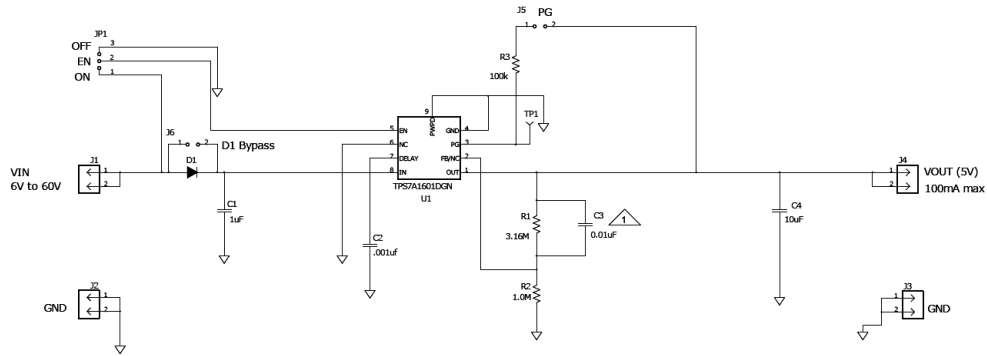 J5 PG
1 2
JP1
OFF 3
EN 2
ON 1
R3
100k
9
PWPD
TP1
J6
1 2 D1 Bypass
D1
5 EN
6 NC
7 DELAY
8 IN
GND 4
PG 3
FB/NC 2
OUT 1
TPS7A1601DGN
U1
VIN
6V to 60V
J1
1
2
J4
1
2
VOUT (5V)
100mA max
C1
1uF
C2
.001uf
R1
3.16M
C3
0.01uF
1
C4
10uF
R2
1.0M
J2
GND
1
2
J3
1
2
GND